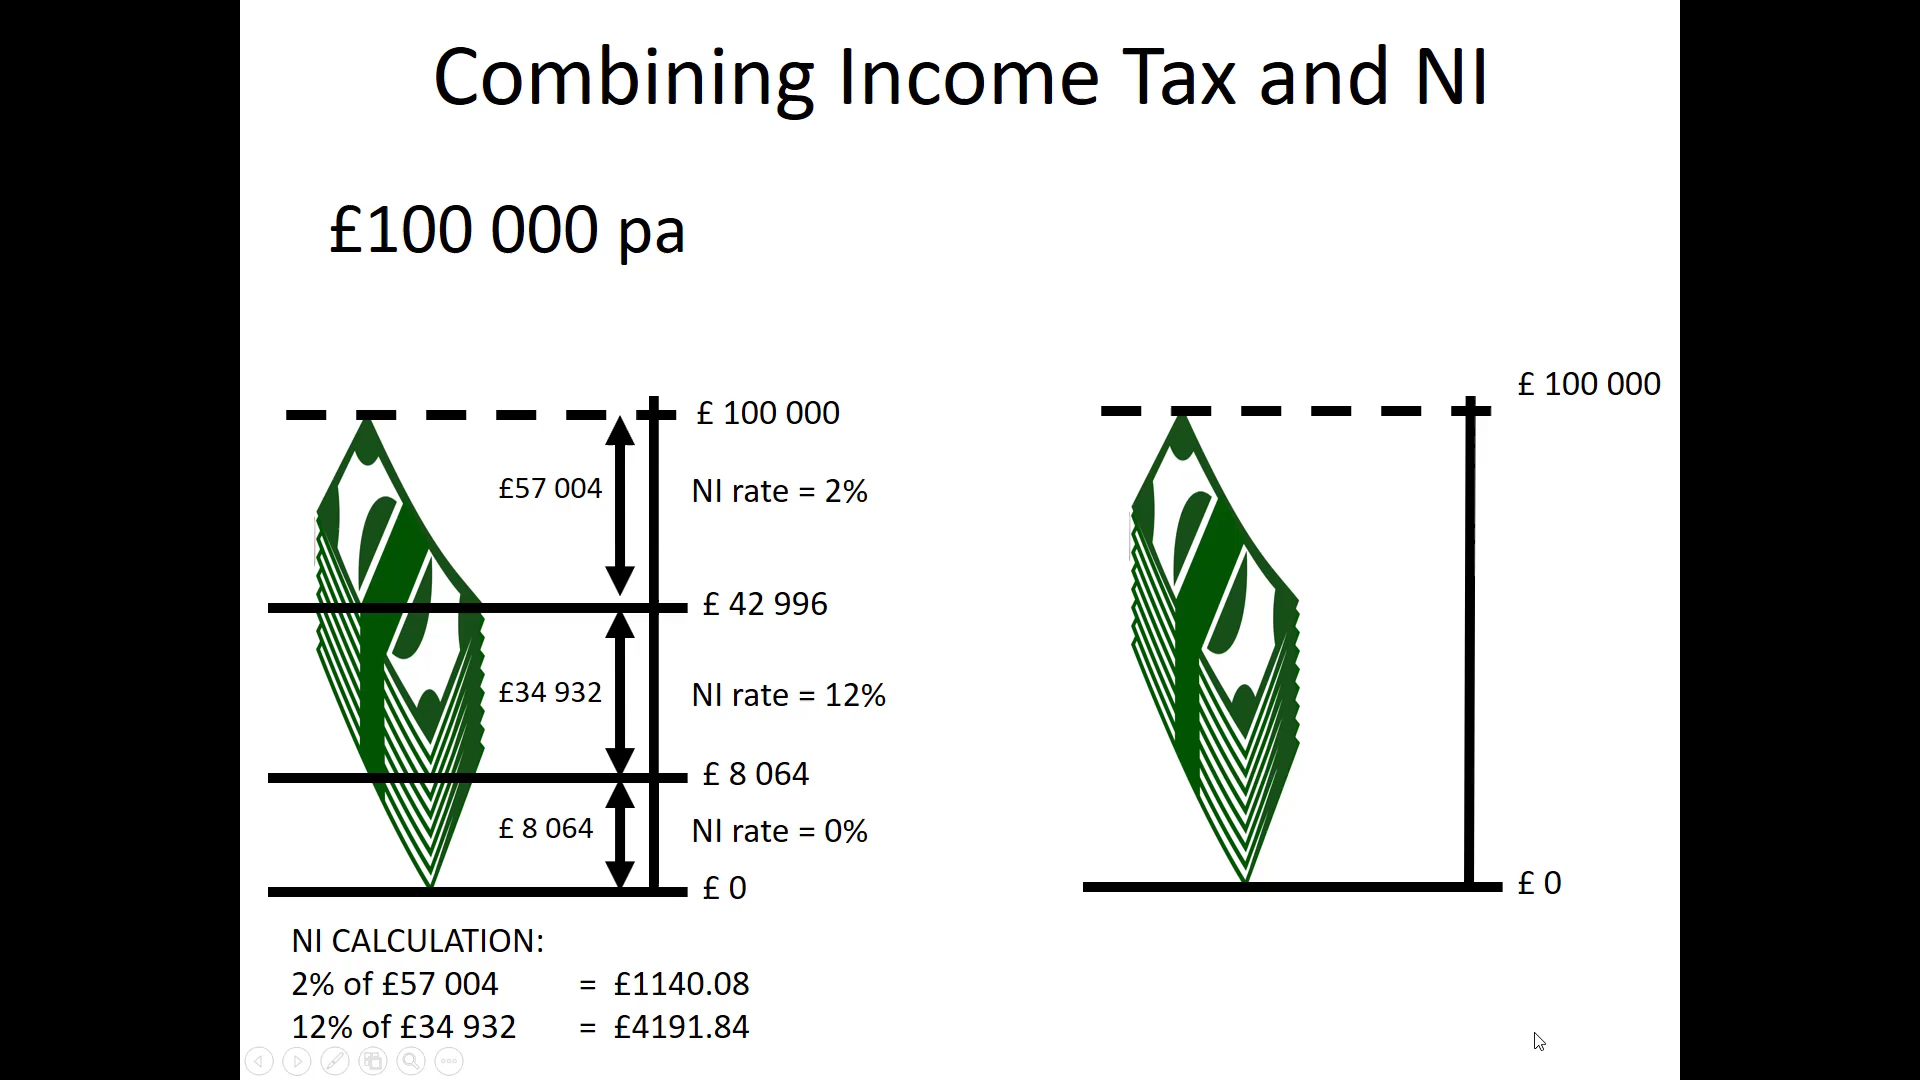 Combining Income Tax and NI
£100 000 pa
£ 100 000
£57 004
NI rate = 2%
£ 42 996
£34 932
NI rate = 12%
£ 8 064
£ 8 064
NI rate = 0%
£ 0
£ 100 000
£ 0
NI CALCULATION:
2% of £57 004 = £1140.08
12% of £34 932 = £4191.84